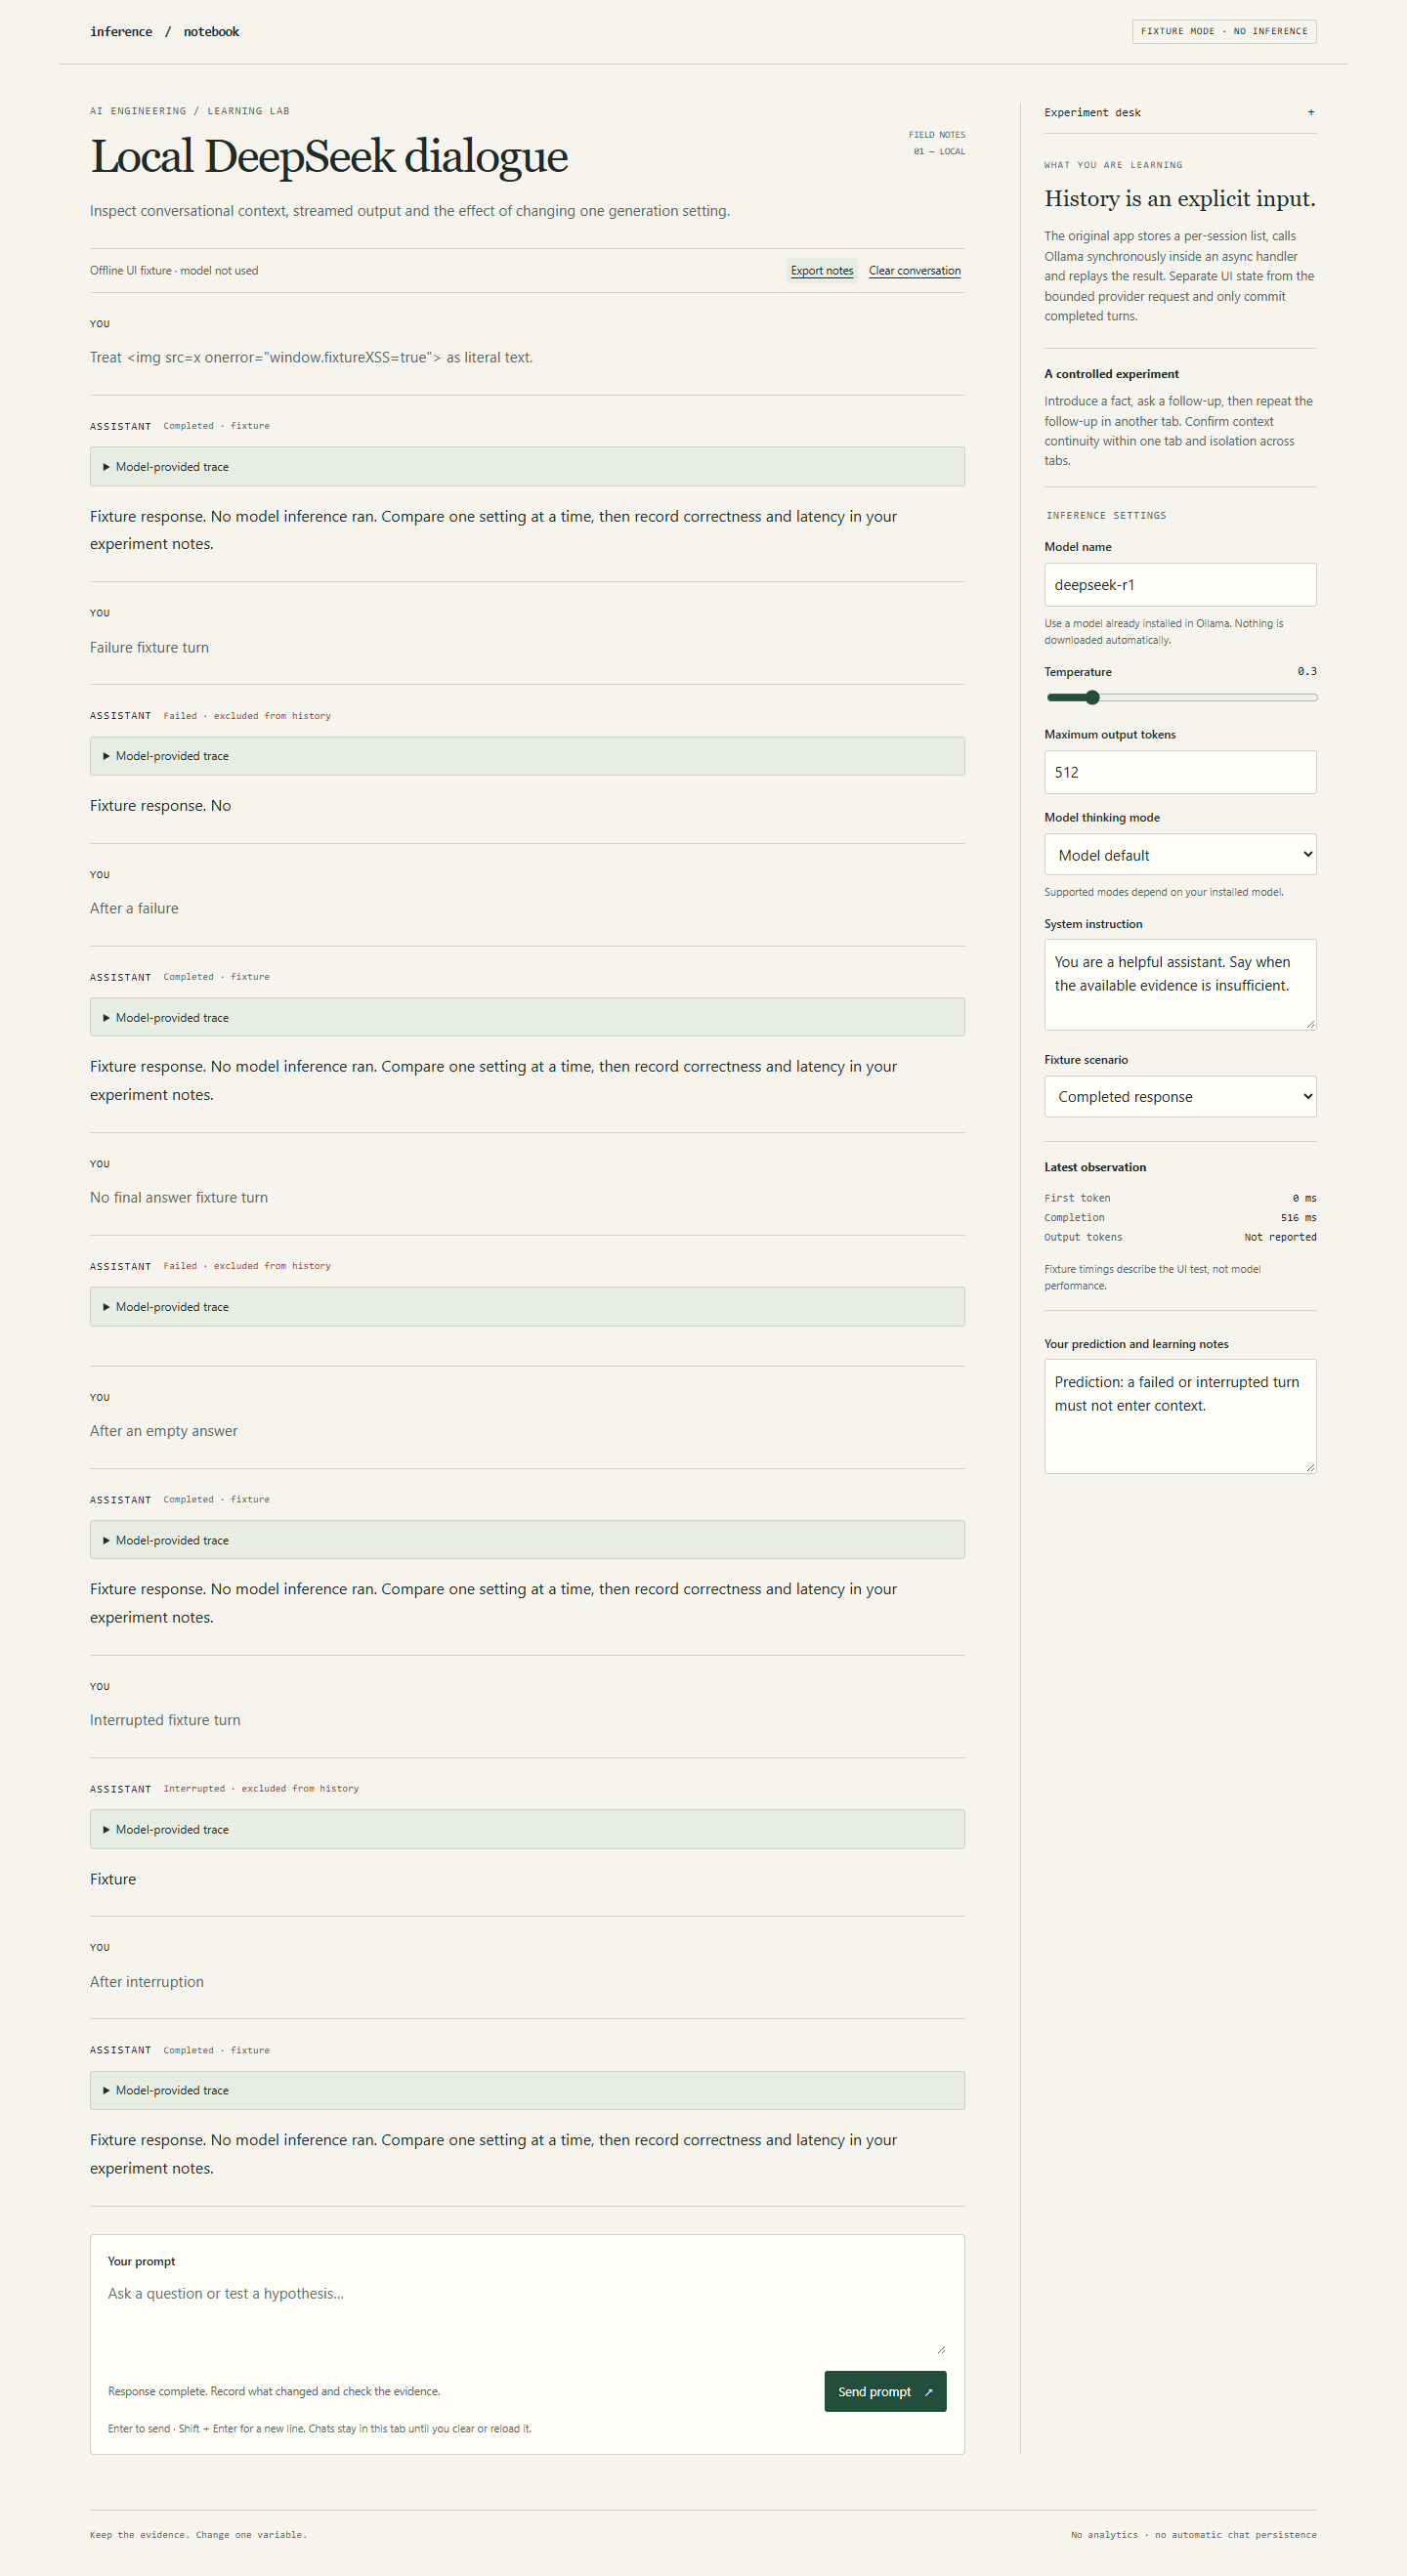 inference / notebook
FIXTURE MODE · NO INFERENCE
AI ENGINEERING / LEARNING LAB
Local DeepSeek dialogue
FIELD NOTES
01 — LOCAL
Inspect conversational context, streamed output and the effect of changing one generation setting.
Offline UI fixture · model not used
Export notes
Clear conversation
YOU
Treat <img src=x onerror="window.fixtureXSS=true"> as literal text.
ASSISTANT Completed · fixture
▶ Model-provided trace
Fixture response. No model inference ran. Compare one setting at a time, then record correctness and latency in your
experiment notes.
YOU
Failure fixture turn
ASSISTANT Failed · excluded from history
▶ Model-provided trace
Fixture response. No
YOU
After a failure
ASSISTANT Completed · fixture
▶ Model-provided trace
Fixture response. No model inference ran. Compare one setting at a time, then record correctness and latency in your
experiment notes.
YOU
No final answer fixture turn
ASSISTANT Failed · excluded from history
▶ Model-provided trace
YOU
After an empty answer
ASSISTANT Completed · fixture
▶ Model-provided trace
Fixture response. No model inference ran. Compare one setting at a time, then record correctness and latency in your
experiment notes.
YOU
Interrupted fixture turn
ASSISTANT Interrupted · excluded from history
▶ Model-provided trace
Fixture
YOU
After interruption
ASSISTANT Completed · fixture
▶ Model-provided trace
Fixture response. No model inference ran. Compare one setting at a time, then record correctness and latency in your
experiment notes.
Your prompt
Ask a question or test a hypothesis...
Response complete. Record what changed and check the evidence.
Send prompt ↗
Enter to send · Shift + Enter for a new line. Chats stay in this tab until you clear or reload it.
Experiment desk +
WHAT YOU ARE LEARNING
History is an explicit input.
The original app stores a per-session list, calls
Ollama synchronously inside an async handler
and replays the result. Separate UI state from the
bounded provider request and only commit
completed turns.
A controlled experiment
Introduce a fact, ask a follow-up, then repeat the
follow-up in another tab. Confirm context
continuity within one tab and isolation across
tabs.
INFERENCE SETTINGS
Model name
deepseek-r1
Use a model already installed in Ollama. Nothing is
downloaded automatically.
Temperature 0.3
Maximum output tokens
512
Model thinking mode
Model default
Supported modes depend on your installed model.
System instruction
You are a helpful assistant. Say when
the available evidence is insufficient.
Fixture scenario
Completed response
Latest observation
First token 0 ms
Completion 516 ms
Output tokens Not reported
Fixture timings describe the UI test, not model
performance.
Your prediction and learning notes
Prediction: a failed or interrupted turn
must not enter context.
Keep the evidence. Change one variable.
No analytics · no automatic chat persistence